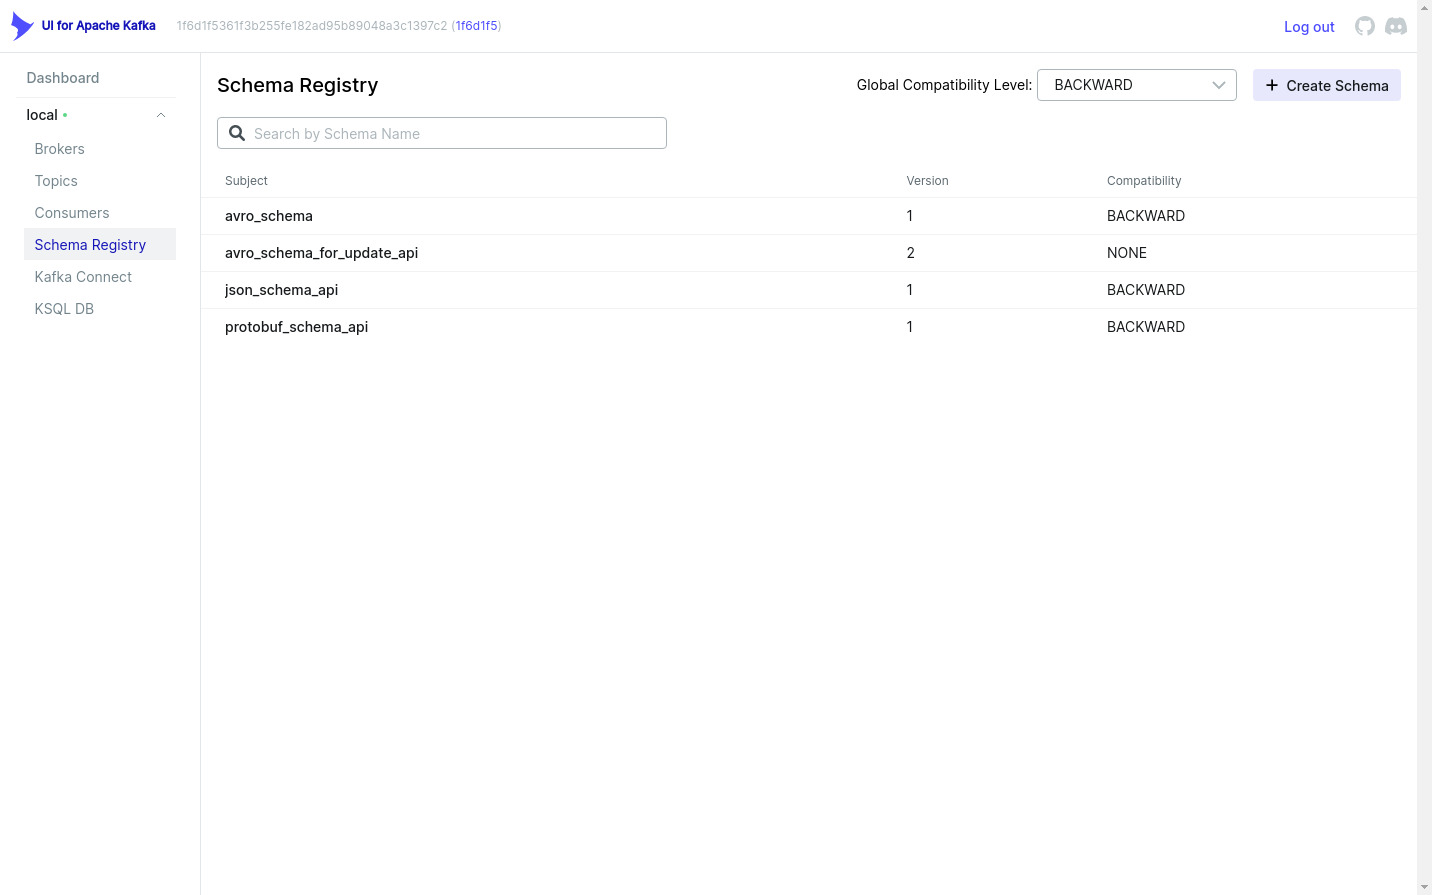 UI for Apache Kafka 1f6d1f5361f3b255fe182ad95b89048a3c1397c2 (1f6d1f5) Log out
Dashboard
local
Brokers
Topics
Consumers
Schema Registry
Kafka Connect
KSQL DB
Schema Registry Global Compatibility Level: BACKWARD Create Schema
Search by Schema Name
Subject Version Compatibility
avro_schema 1 BACKWARD
avro_schema_for_update_api 2 NONE
json_schema_api 1 BACKWARD
protobuf_schema_api 1 BACKWARD